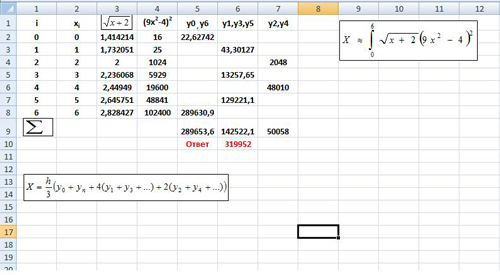 1 2 3 4 5 6 7 8 9 10 11 12
1 i xᵢ √x+2 (9x²-4)² y0 ,y6 y1,y3,y5 y2,y4
2 0 0 1,414214 16 22,62742
3 1 1 1,732051 25 43,30127
4 2 2 2 1024 2048
5 3 3 2,236068 5929 13257,65
6 4 4 2,44949 19600 48010
7 5 5 2,645751 48841 129221,1
8 6 6 2,828427 102400 289630,9
9 Σ 289653,6 142522,1 50058
10 Ответ 319952
11
12
13
14 X = h/3 (y₀ + yₙ + 4(y₁ + y₃ + ...) + 2(y₂ + y₄ + ...))
15
16
17
18
19
20
X ≈ ∫₀⁶ √x + 2 (9 x² − 4)²